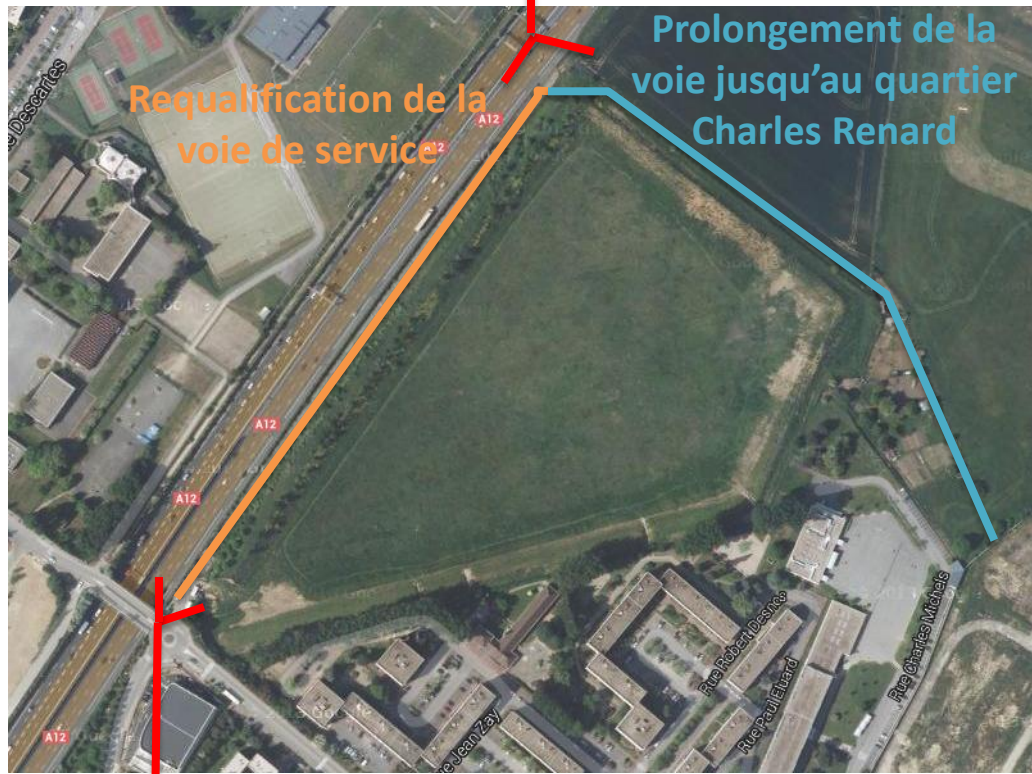 Prolongement de la
voie jusqu'au quartier
Charles Renard
Requalification de la
voie de service
Descartes
A12
A12
A12
A12
A12
Rue Robert Desnos
Rue Paul Eluard
Rue Charles Michels
Jean Zay